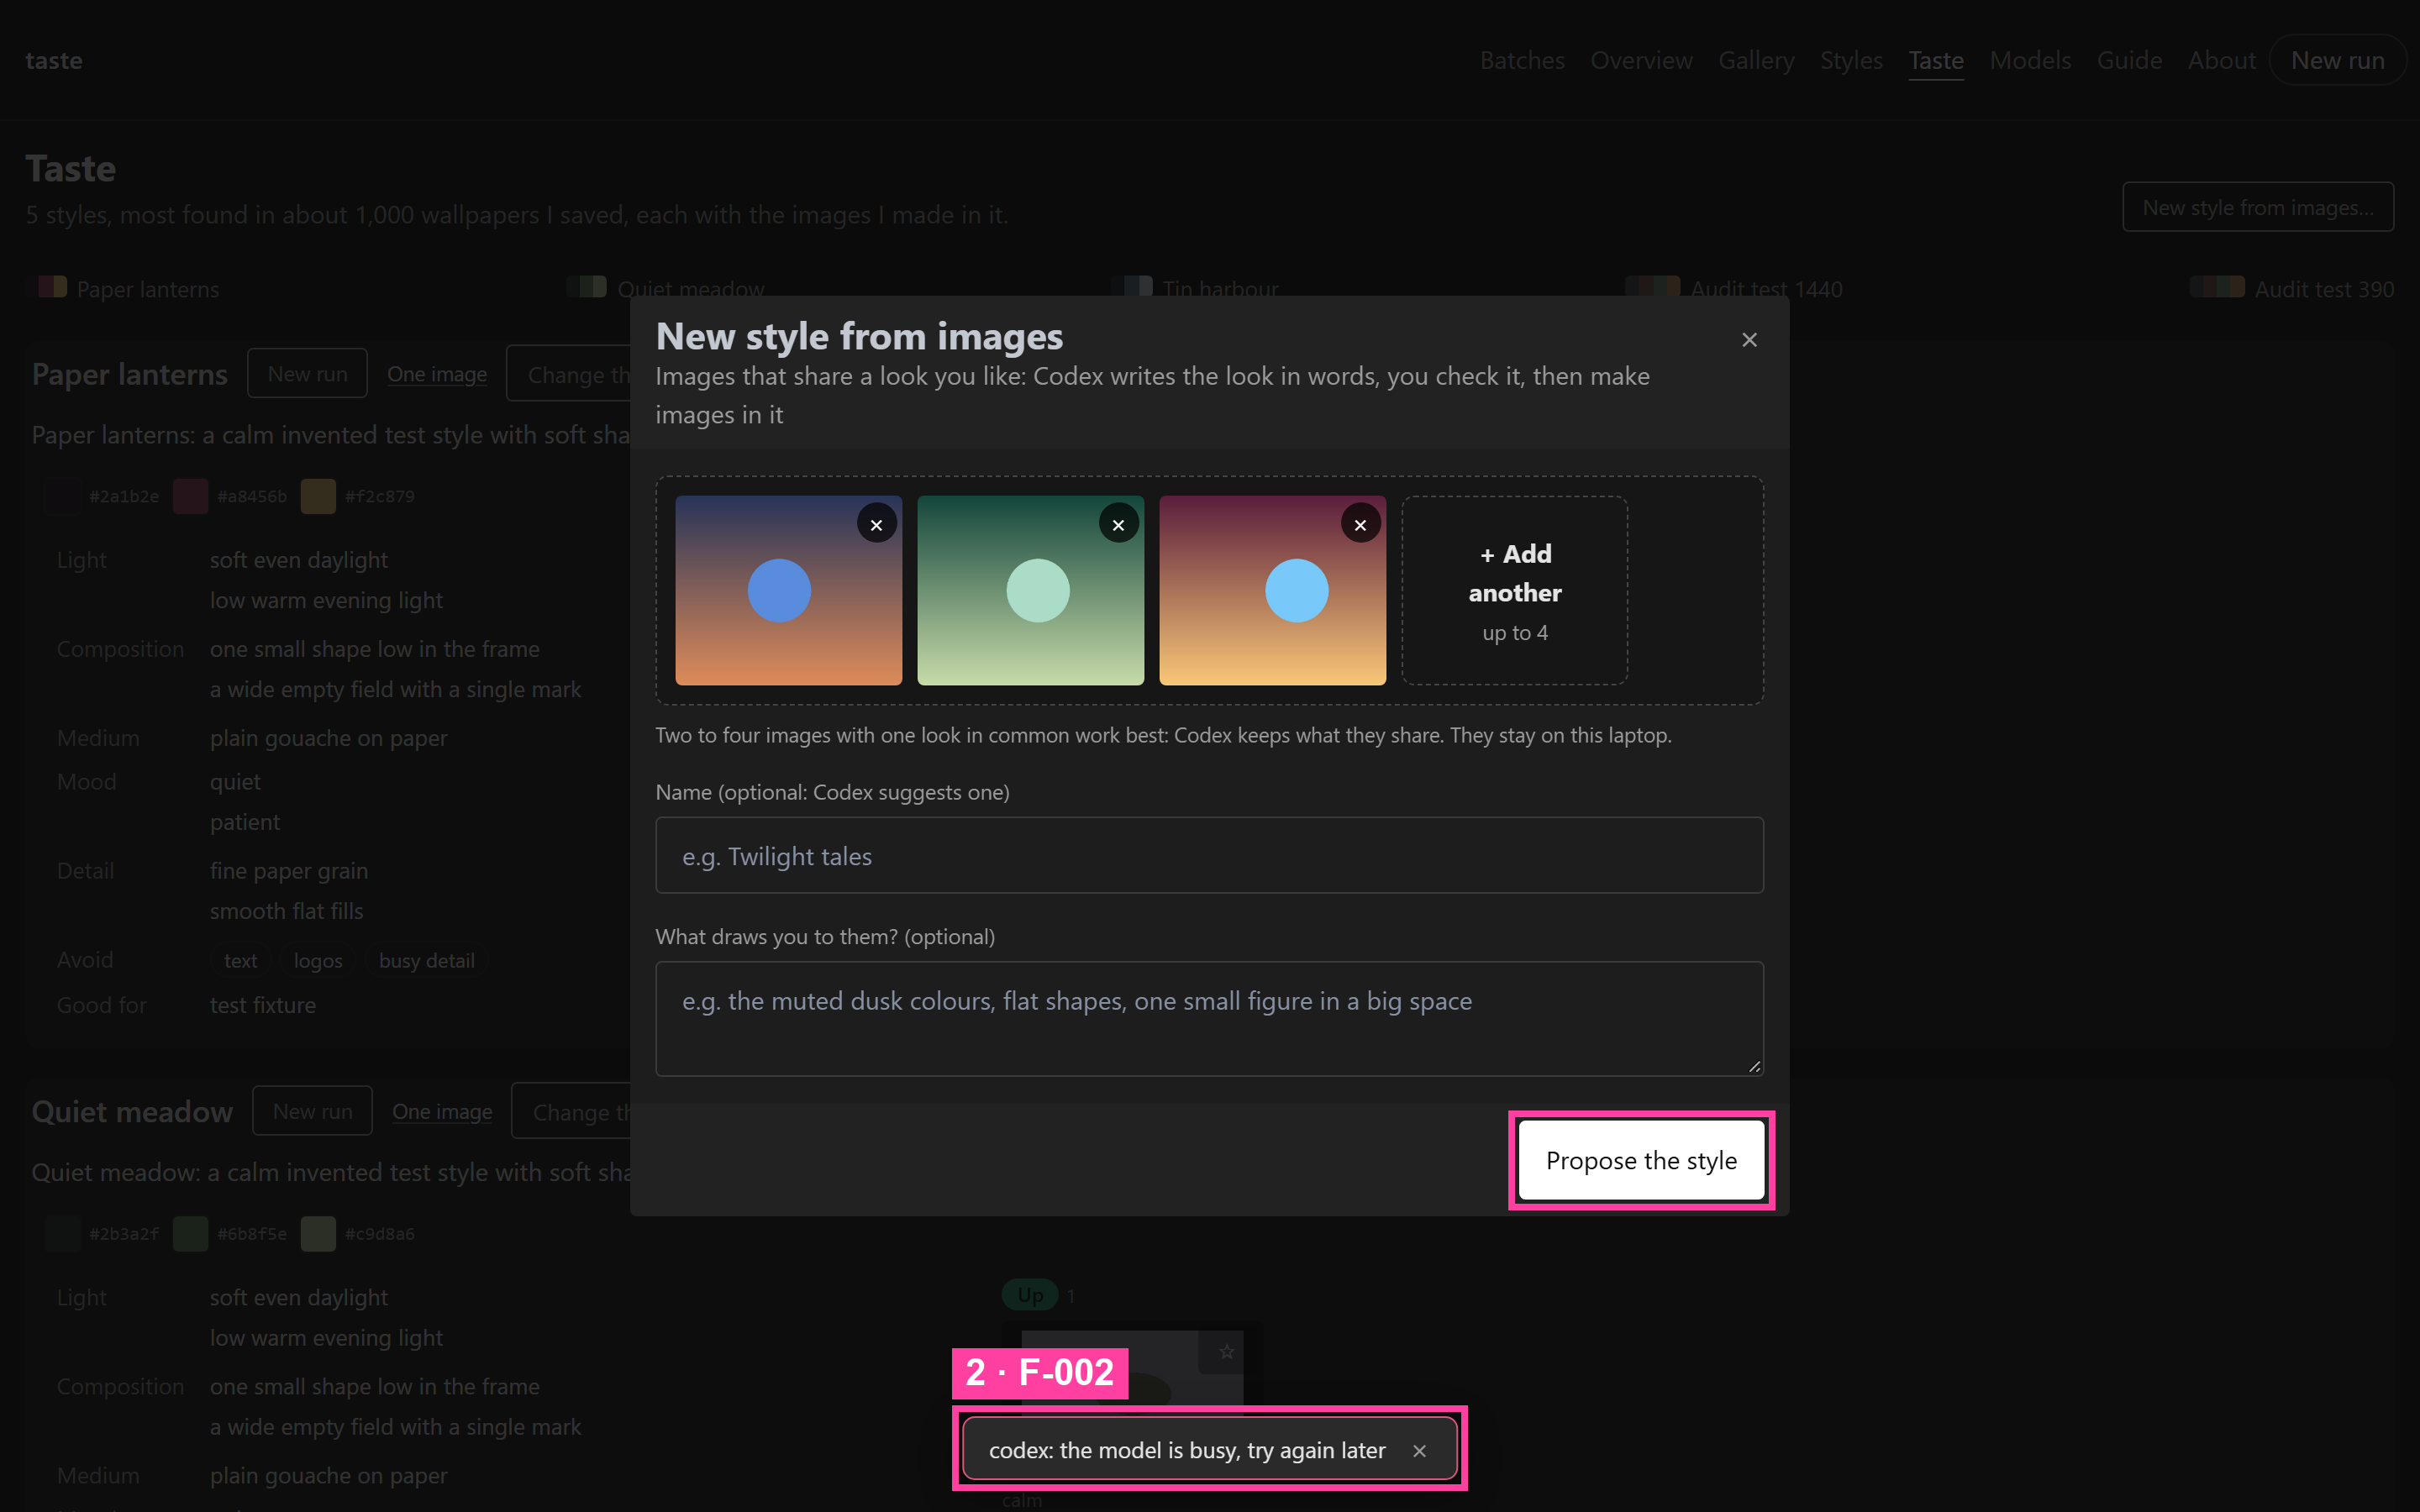 taste
Batches Overview Gallery Styles Taste Models Guide About New run
Taste
5 styles, most found in about 1,000 wallpapers I saved, each with the images I made in it.
New style from images...
Paper lanterns
Quiet meadow
Tin harbour
Audit test 1440
Audit test 390
Paper lanterns New run One image Change th
Paper lanterns: a calm invented test style with soft sha
#2a1b2e #a8456b #f2c879
Light soft even daylight
low warm evening light
Composition one small shape low in the frame
a wide empty field with a single mark
Medium plain gouache on paper
Mood quiet
patient
Detail fine paper grain
smooth flat fills
Avoid text logos busy detail
Good for test fixture
Quiet meadow New run One image Change th
Quiet meadow: a calm invented test style with soft sha
#2b3a2f #6b8f5e #c9d8a6
Light soft even daylight
low warm evening light
Composition one small shape low in the frame
a wide empty field with a single mark
Medium plain gouache on paper
New style from images
×
Images that share a look you like: Codex writes the look in words, you check it, then make
images in it
×
×
×
+ Add
another
up to 4
Two to four images with one look in common work best: Codex keeps what they share. They stay on this laptop.
Name (optional: Codex suggests one)
e.g. Twilight tales
What draws you to them? (optional)
e.g. the muted dusk colours, flat shapes, one small figure in a big space
Propose the style
Up 1
2 · F-002
codex: the model is busy, try again later ×
calm